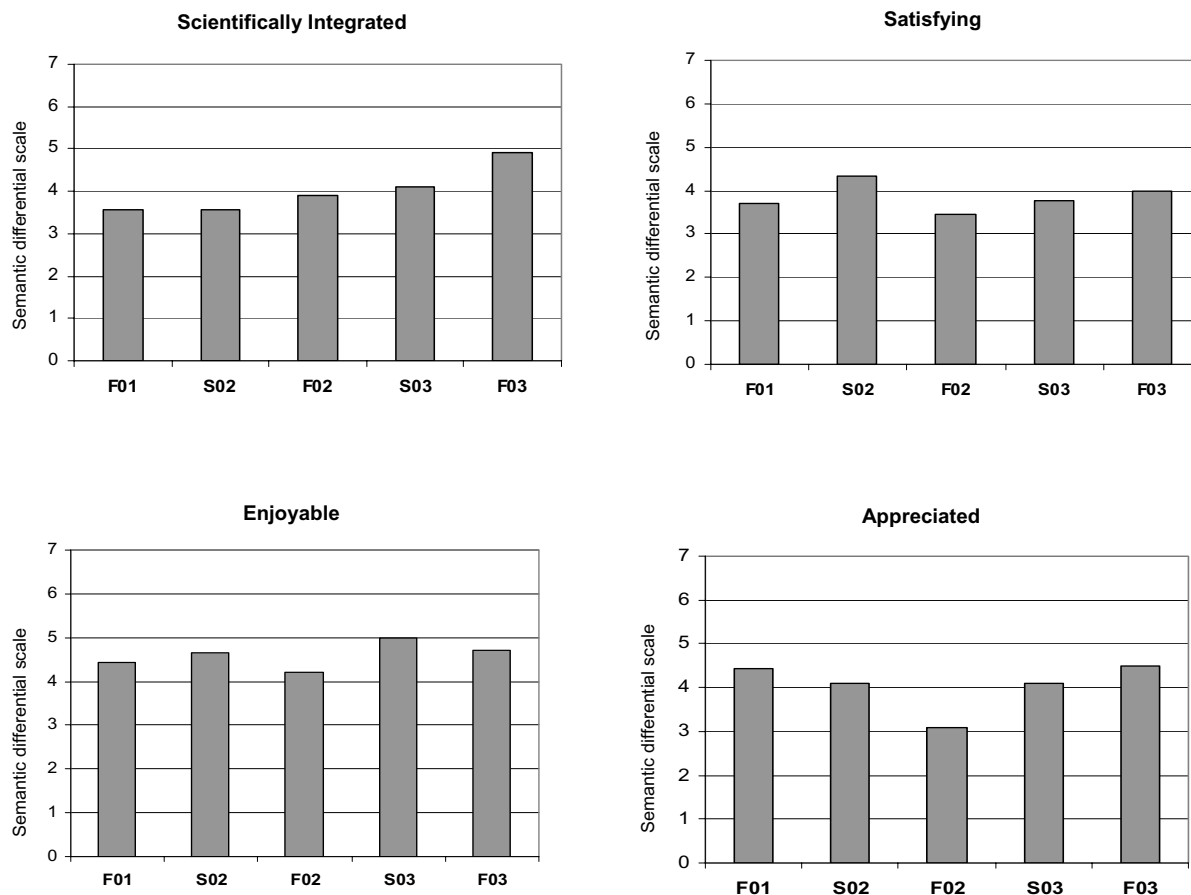 Scientifically Integrated
7
6
5
4
3
2
1
0
Semantic differential scale
F01 S02 F02 S03 F03
Satisfying
7
6
5
4
3
2
1
0
Semantic differential scale
F01 S02 F02 S03 F03
Enjoyable
7
6
5
4
3
2
1
0
Semantic differential scale
F01 S02 F02 S03 F03
Appreciated
7
6
5
4
3
2
1
0
Semantic differential scale
F01 S02 F02 S03 F03